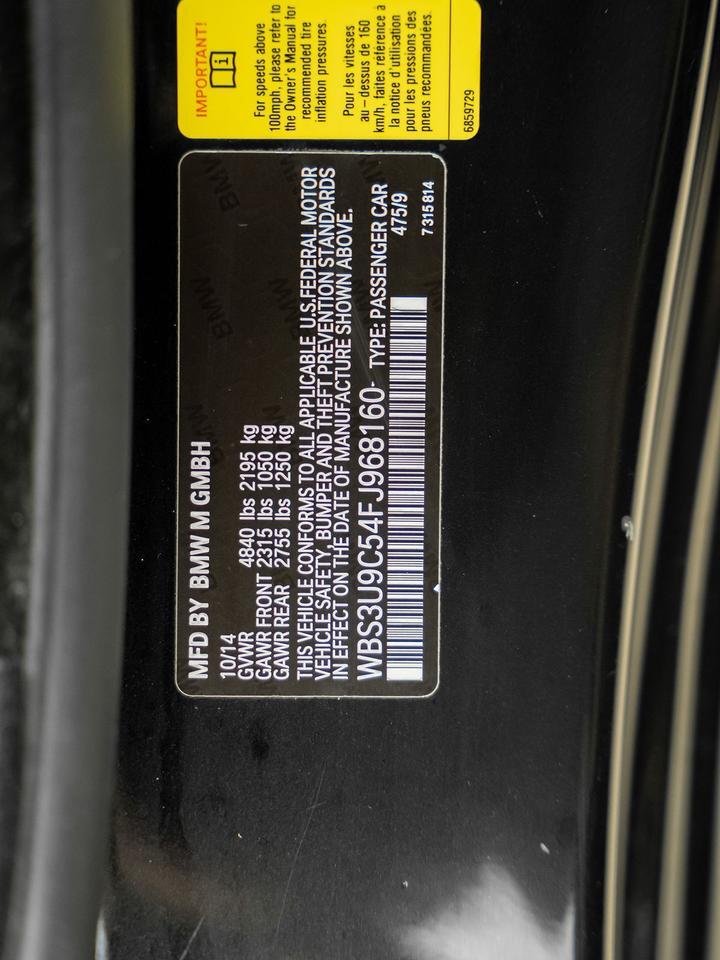 IMPORTANT!
For speeds above
100mph, please refer to
the Owner's Manual for
recommended tire
inflation pressures.
Pour les vitesses
au – dessus de 160
km/h, faites référence à
la notice d'utilisation
pour les pressions des
pneus recommandées.
6859729
MFD BY BMW M GMBH
10/14
GVWR 4840 lbs 2195 kg
GAWR FRONT 2315 lbs 1050 kg
GAWR REAR 2755 lbs 1250 kg
THIS VEHICLE CONFORMS TO ALL APPLICABLE U.S.FEDERAL MOTOR
VEHICLE SAFETY, BUMPER AND THEFT PREVENTION STANDARDS
IN EFFECT ON THE DATE OF MANUFACTURE SHOWN ABOVE.
WBS3U9C54FJ968160- TYPE: PASSENGER CAR
475/9
7 315 814